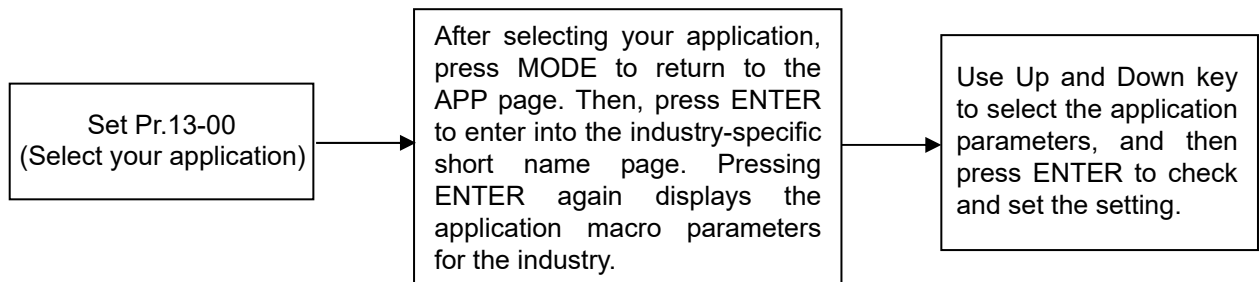 Set Pr.13-00
(Select your application)
After selecting your application,
press MODE to return to the
APP page. Then, press ENTER
to enter into the industry-specific
short name page. Pressing
ENTER again displays the
application macro parameters
for the industry.
Use Up and Down key
to select the application
parameters, and then
press ENTER to check
and set the setting.